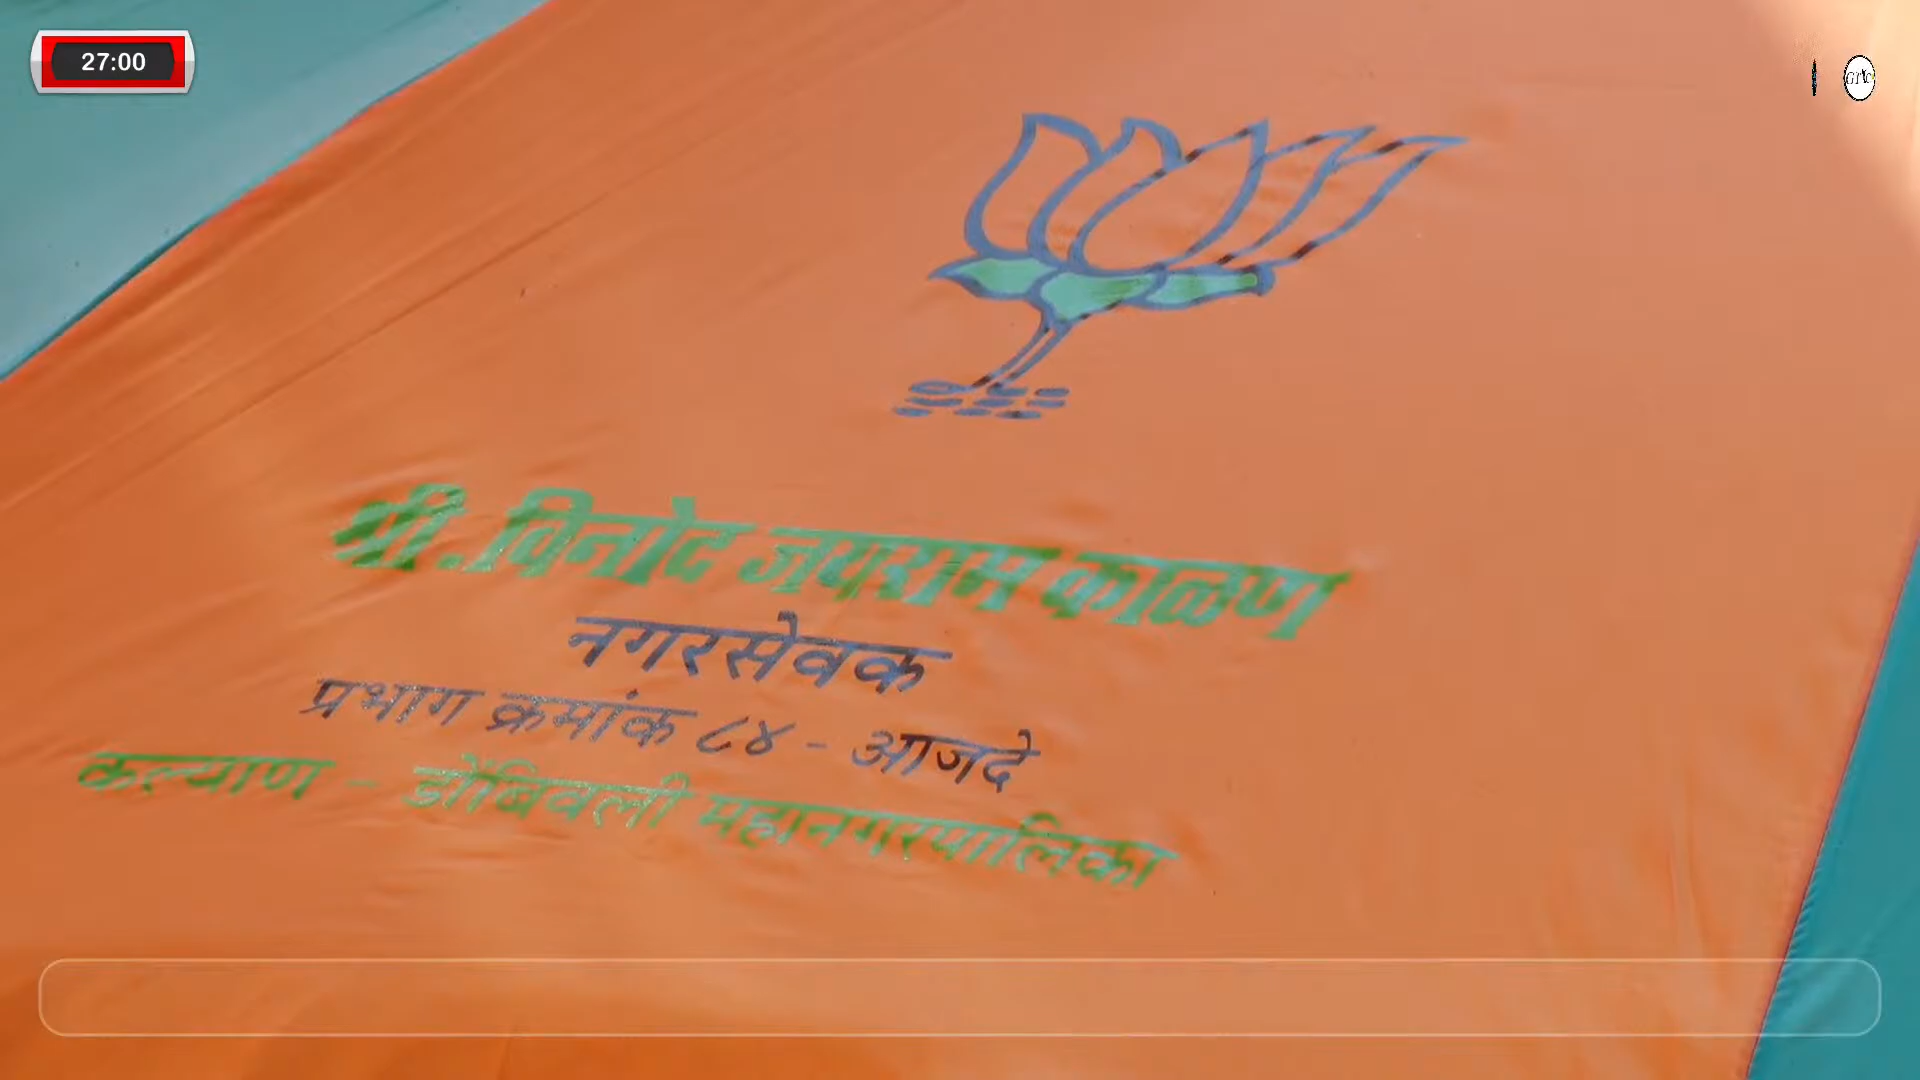 27:00
श्री. विनोद जयराम काळण
नगरसेवक
प्रभाग क्रमांक ८४ - आजदे
कल्याण - डोंबिवली महानगरपालिका